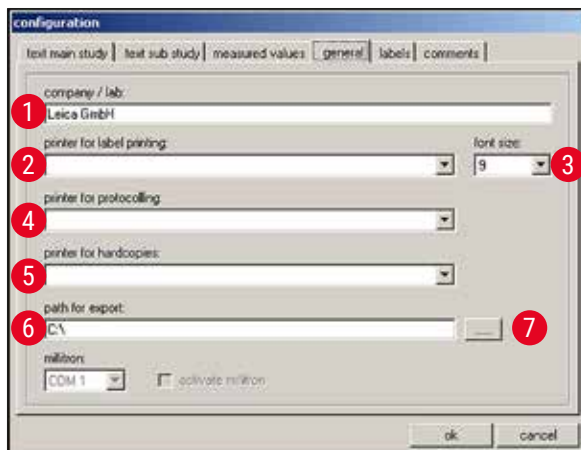 configuration
text main study text sub study measured values general labels comments
company / lab:
1 Leica GmbH
printer for label printing: font size:
2 9 3
printer for protocolling:
4
printer for hardcopies:
5
path for export:
6 C:\ ... 7
millitron:
COM 1 activate millitron
ok cancel